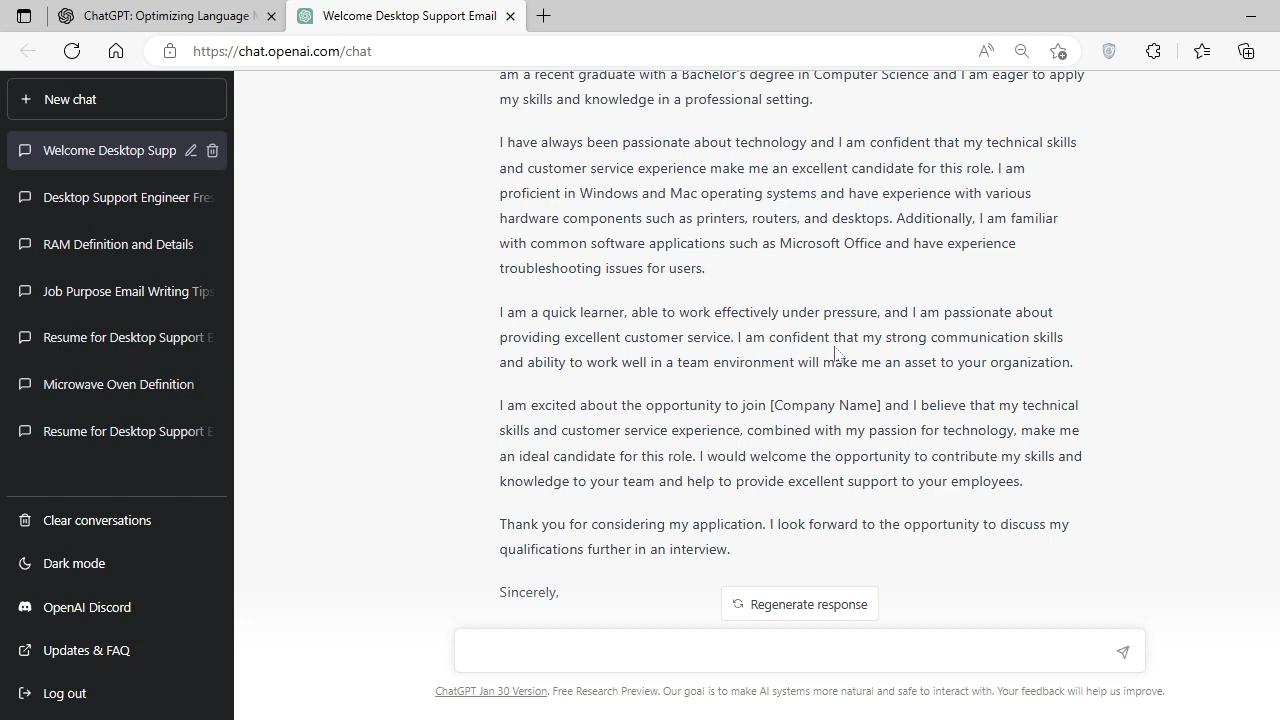 ChatGPT: Optimizing Language
Welcome Desktop Support Email
https://chat.openai.com/chat
New chat
Welcome Desktop Supp
Desktop Support Engineer Fres
RAM Definition and Details
Job Purpose Email Writing Tips
Resume for Desktop Support E
Microwave Oven Definition
Resume for Desktop Support E
Clear conversations
Dark mode
OpenAI Discord
Updates & FAQ
Log out
am a recent graduate with a Bachelor's degree in Computer Science and I am eager to apply
my skills and knowledge in a professional setting.
I have always been passionate about technology and I am confident that my technical skills
and customer service experience make me an excellent candidate for this role. I am
proficient in Windows and Mac operating systems and have experience with various
hardware components such as printers, routers, and desktops. Additionally, I am familiar
with common software applications such as Microsoft Office and have experience
troubleshooting issues for users.
I am a quick learner, able to work effectively under pressure, and I am passionate about
providing excellent customer service. I am confident that my strong communication skills
and ability to work well in a team environment will make me an asset to your organization.
I am excited about the opportunity to join [Company Name] and I believe that my technical
skills and customer service experience, combined with my passion for technology, make me
an ideal candidate for this role. I would welcome the opportunity to contribute my skills and
knowledge to your team and help to provide excellent support to your employees.
Thank you for considering my application. I look forward to the opportunity to discuss my
qualifications further in an interview.
Sincerely,
Regenerate response
ChatGPT Jan 30 Version. Free Research Preview. Our goal is to make AI systems more natural and safe to interact with. Your feedback will help us improve.